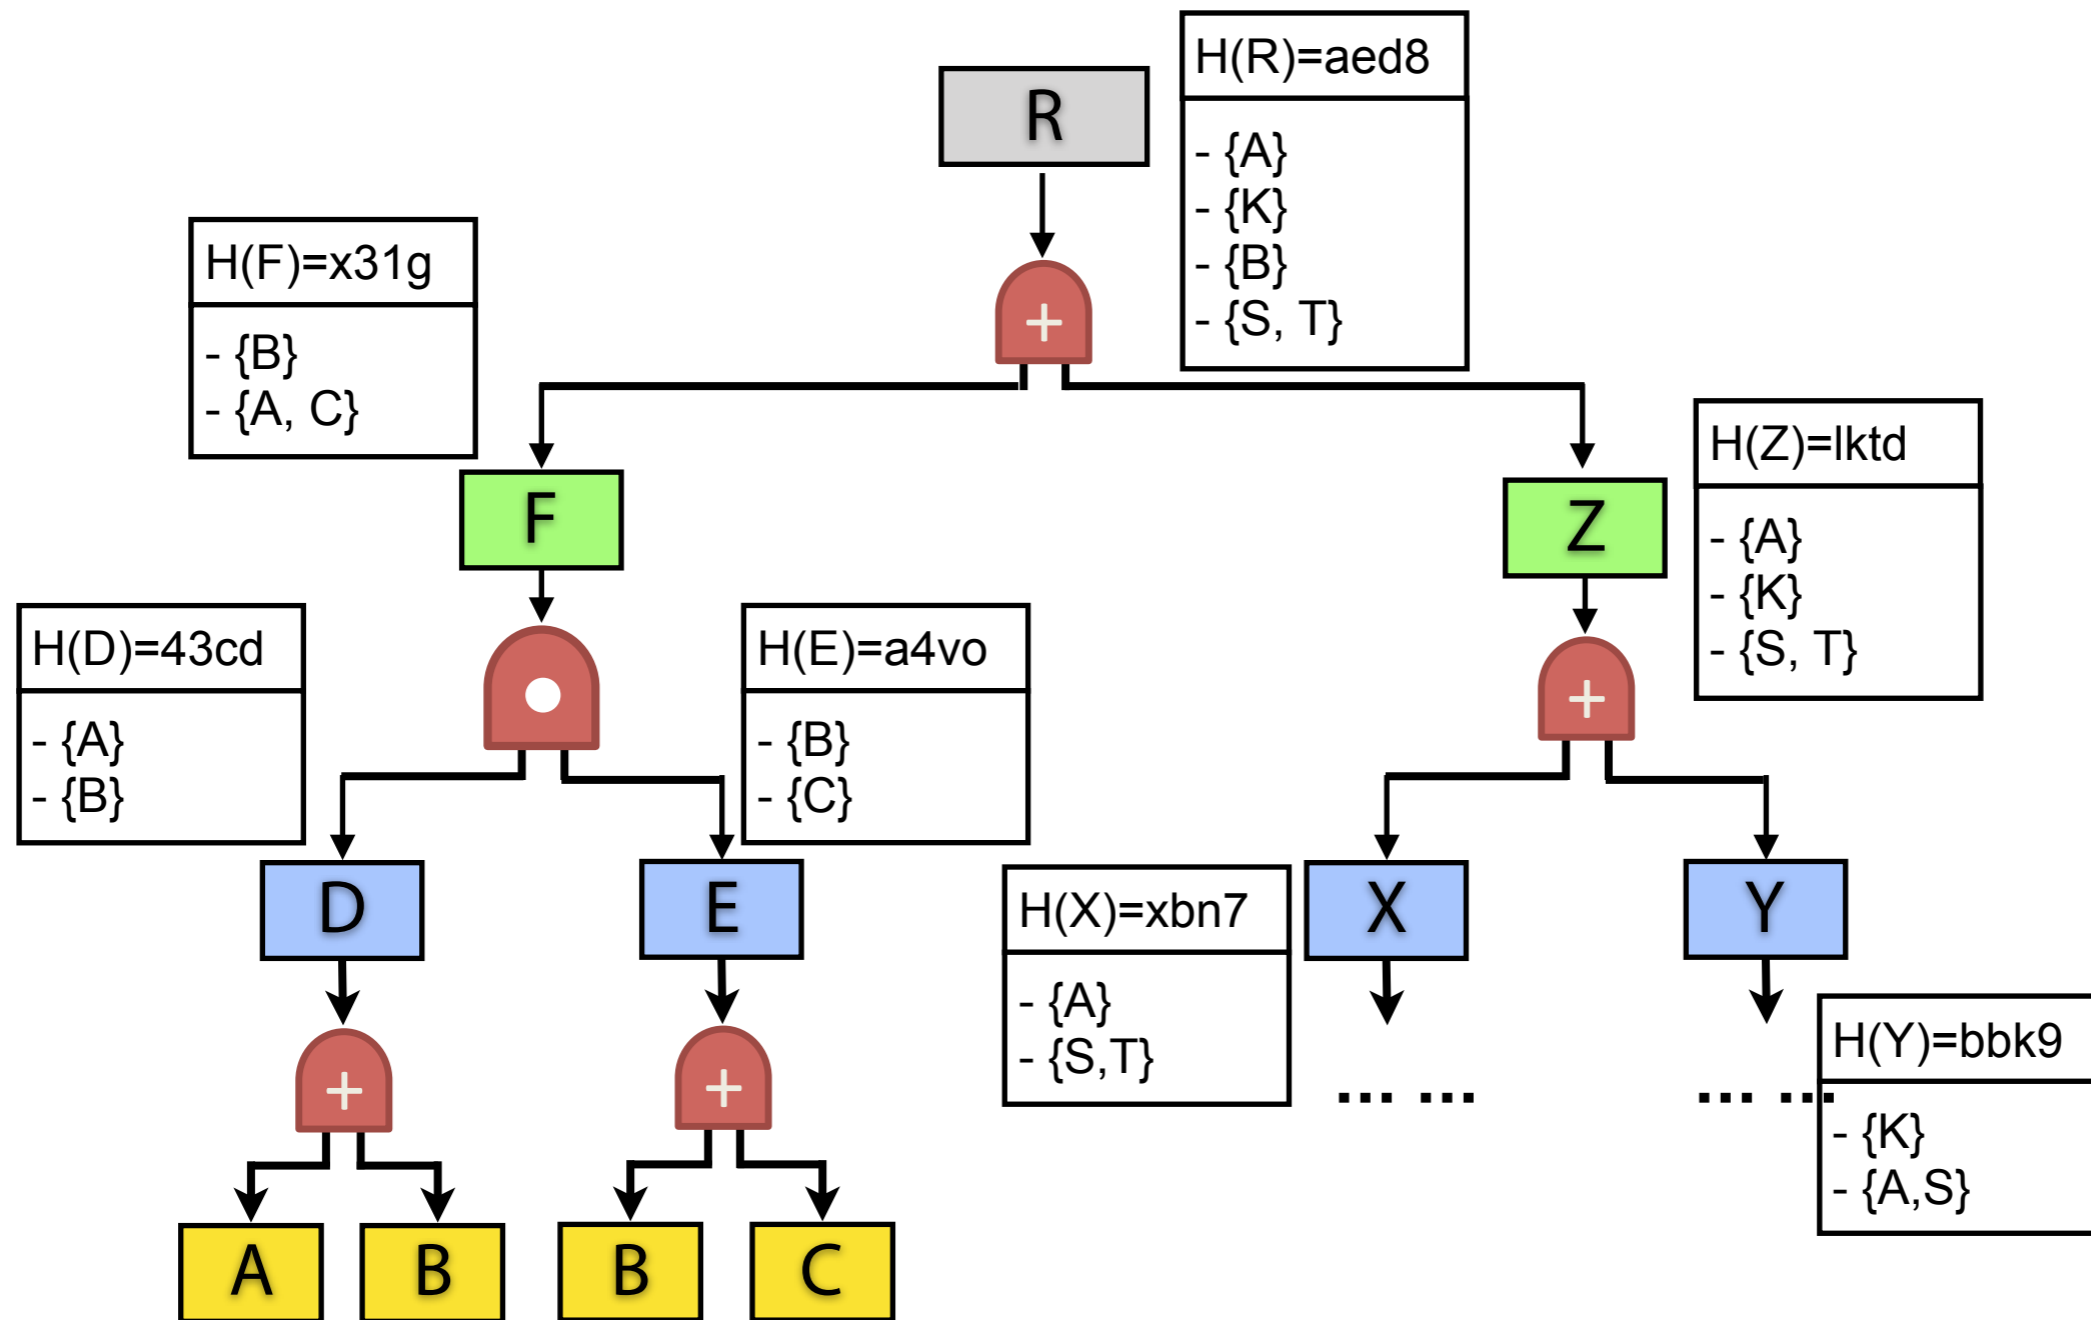 R
H(R)=aed8
- {A}
- {K}
- {B}
- {S, T}
+
H(F)=x31g
- {B}
- {A, C}
F
Z
H(Z)=lktd
- {A}
- {K}
- {S, T}
+
H(D)=43cd
- {A}
- {B}
H(E)=a4vo
- {B}
- {C}
D
E
X
Y
H(X)=xbn7
- {A}
- {S,T}
... ...
... ...
H(Y)=bbk9
- {K}
- {A,S}
+
+
A
B
B
C